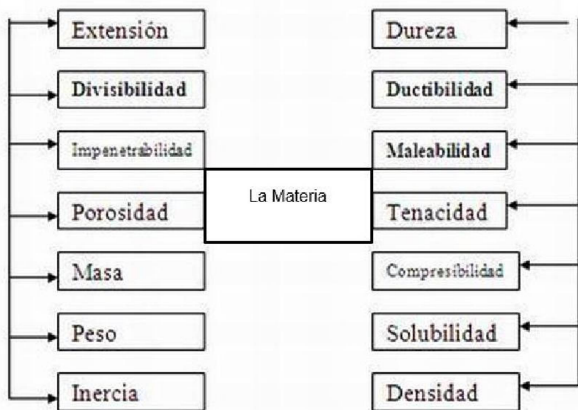 Extensión
Divisibilidad
Impenetrabilidad
Porosidad
Masa
Peso
Inercia
La Materia
Dureza
Ductibilidad
Maleabilidad
Tenacidad
Compresibilidad
Solubilidad
Densidad